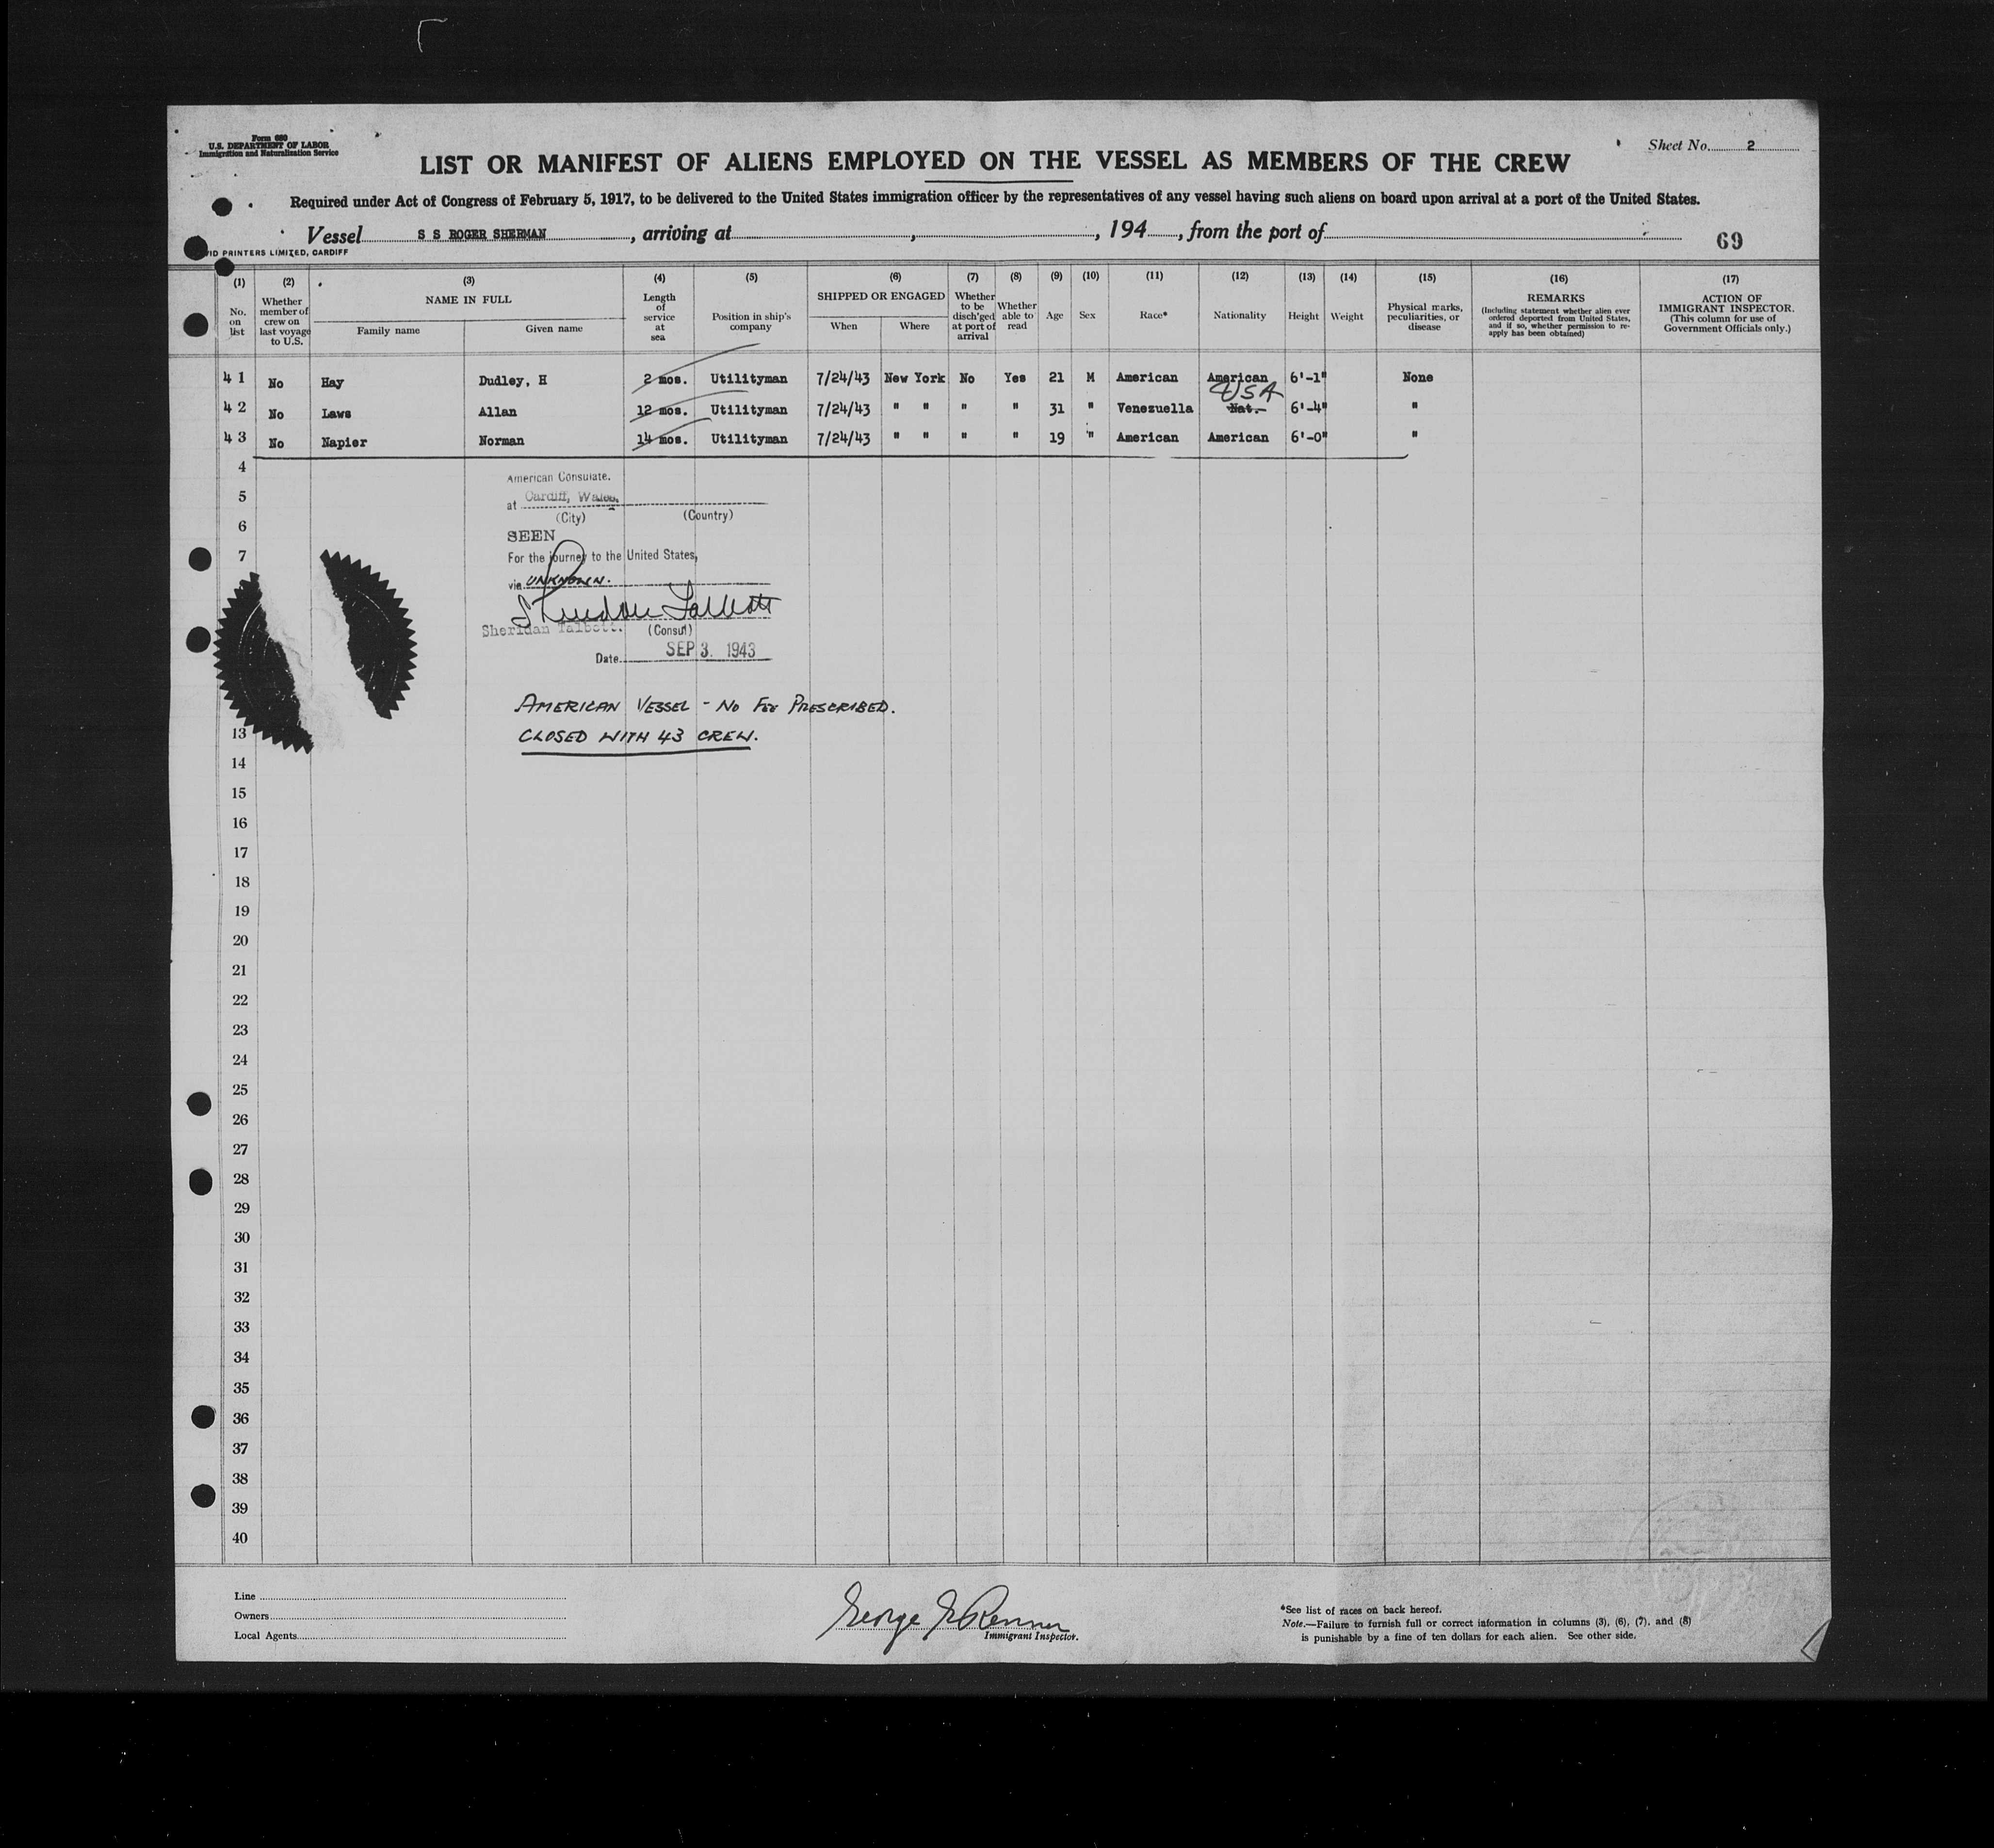 Form 680
U.S. DEPARTMENT OF LABOR
Immigration and Naturalization Service
Sheet No. 2
LIST OR MANIFEST OF ALIENS EMPLOYED ON THE VESSEL AS MEMBERS OF THE CREW
Required under Act of Congress of February 5, 1917, to be delivered to the United States immigration officer by the representatives of any vessel having such aliens on board upon arrival at a port of the United States.
Vessel S S ROGER SHERMAN, arriving at , , 194 , from the port of
69
PRINTERS LIMITED, CARDIFF
(1) (2) (3) (4) (5) (6) (7) (8) (9) (10) (11) (12) (13) (14) (15) (16) (17)
No. on list
Whether member of crew on last voyage to U.S.
NAME IN FULL
Family name Given name
Length of service at sea
Position in ship's company
SHIPPED OR ENGAGED
When Where
Whether to be disch'ged at port of arrival
Whether able to read
Age
Sex
Race*
Nationality
Height
Weight
Physical marks, peculiarities, or disease
REMARKS
(Including statement whether alien ever ordered deported from United States, and if so, whether permission to re-apply has been obtained)
ACTION OF IMMIGRANT INSPECTOR.
(This column for use of Government Officials only.)
41 No Hay Dudley, H 2 mos. Utilityman 7/24/43 New York No Yes 21 M American American 6'-1" None
USA
42 No Laws Allan 12 mos. Utilityman 7/24/43 " " " " 31 " Venezuella Nat. 6'-4" "
43 No Napier Norman 14 mos. Utilityman 7/24/43 " " " " 19 " American American 6'-0" "
4
American Consulate.
5
at Cardiff, Wales.
(City) (Country)
6
SEEN
7
For the journey to the United States,
via UNKNOWN.
Sheridan Talbott
Sheridan Talbott. (Consul)
Date SEP 3. 1943
AMERICAN VESSEL - NO FEE PRESCRIBED.
13
CLOSED WITH 43 CREW.
14
15
16
17
18
19
20
21
22
23
24
25
26
27
28
29
30
31
32
33
34
35
36
37
38
39
40
Line
Owners
Local Agents
Immigrant Inspector.
*See list of races on back hereof.
Note.—Failure to furnish full or correct information in columns (3), (6), (7), and (8)
is punishable by a fine of ten dollars for each alien. See other side.